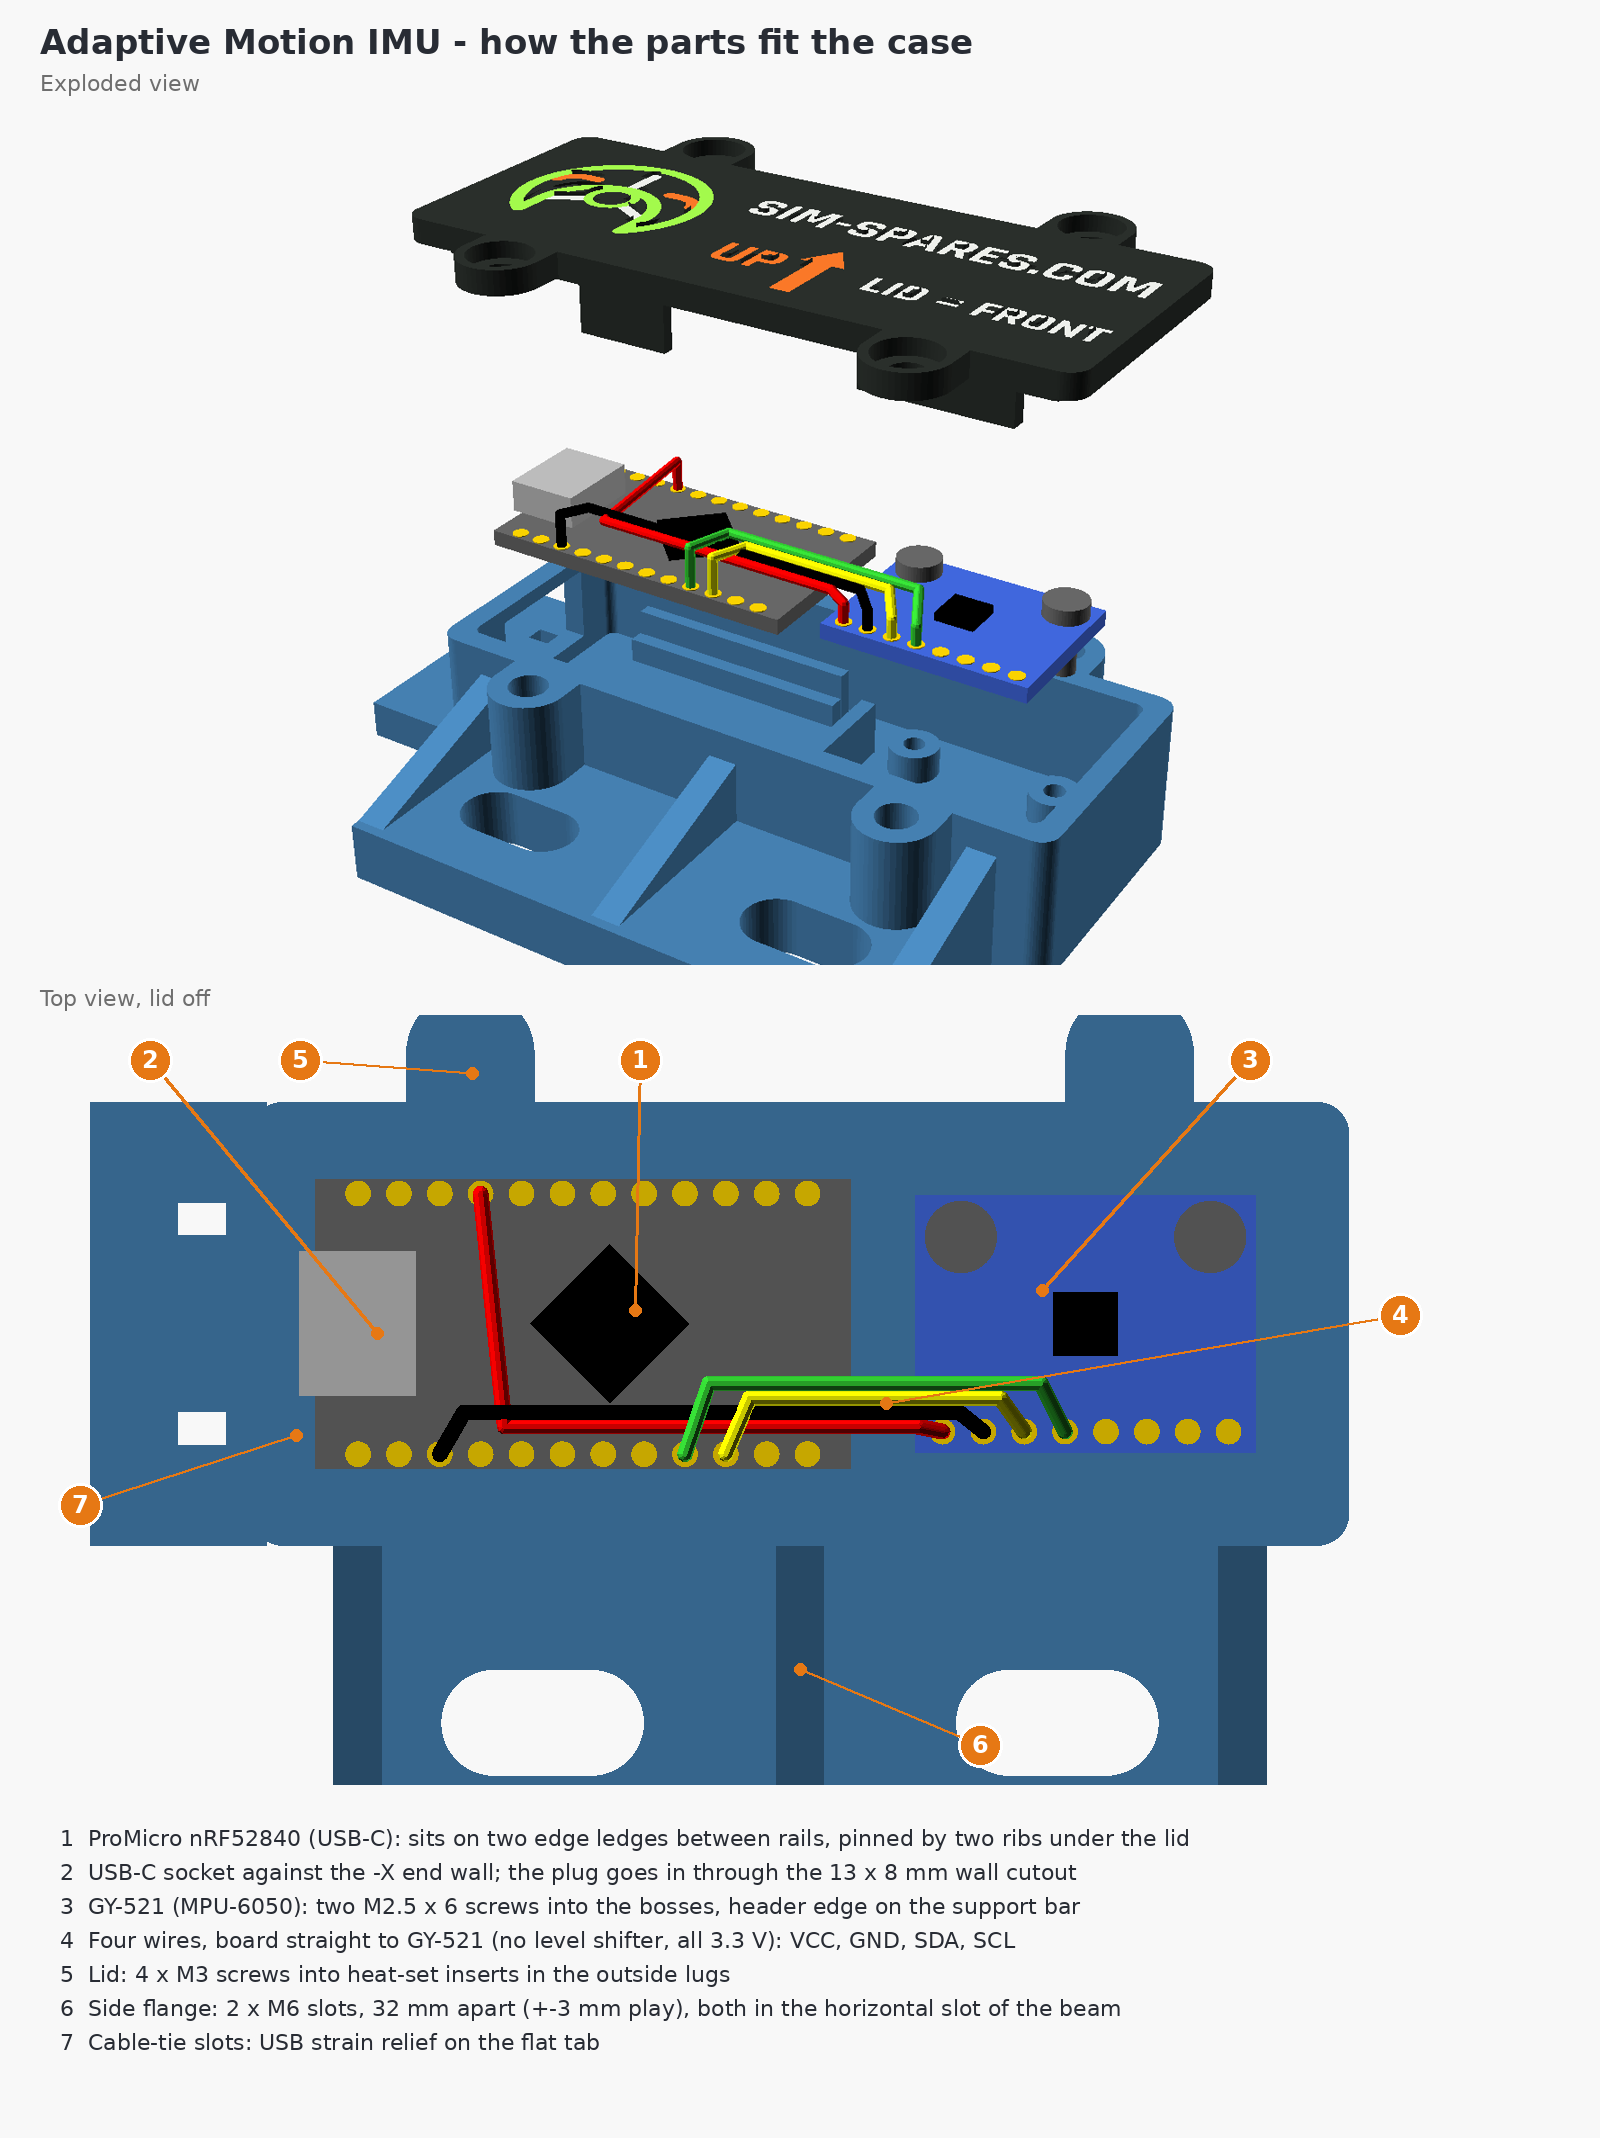 Adaptive Motion IMU - how the parts fit the case
Exploded view
SIM-SPARES.COM
UP
LID - FRONT
Top view, lid off
2
5
1
3
4
7
6
1 ProMicro nRF52840 (USB-C): sits on two edge ledges between rails, pinned by two ribs under the lid
2 USB-C socket against the -X end wall; the plug goes in through the 13 x 8 mm wall cutout
3 GY-521 (MPU-6050): two M2.5 x 6 screws into the bosses, header edge on the support bar
4 Four wires, board straight to GY-521 (no level shifter, all 3.3 V): VCC, GND, SDA, SCL
5 Lid: 4 x M3 screws into heat-set inserts in the outside lugs
6 Side flange: 2 x M6 slots, 32 mm apart (+-3 mm play), both in the horizontal slot of the beam
7 Cable-tie slots: USB strain relief on the flat tab